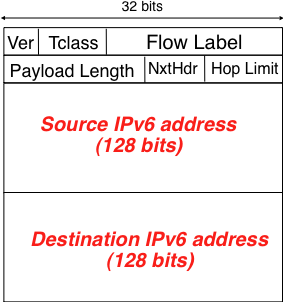 32 bits
Ver Tclass Flow Label
Payload Length NxtHdr Hop Limit
Source IPv6 address
(128 bits)
Destination IPv6 address
(128 bits)